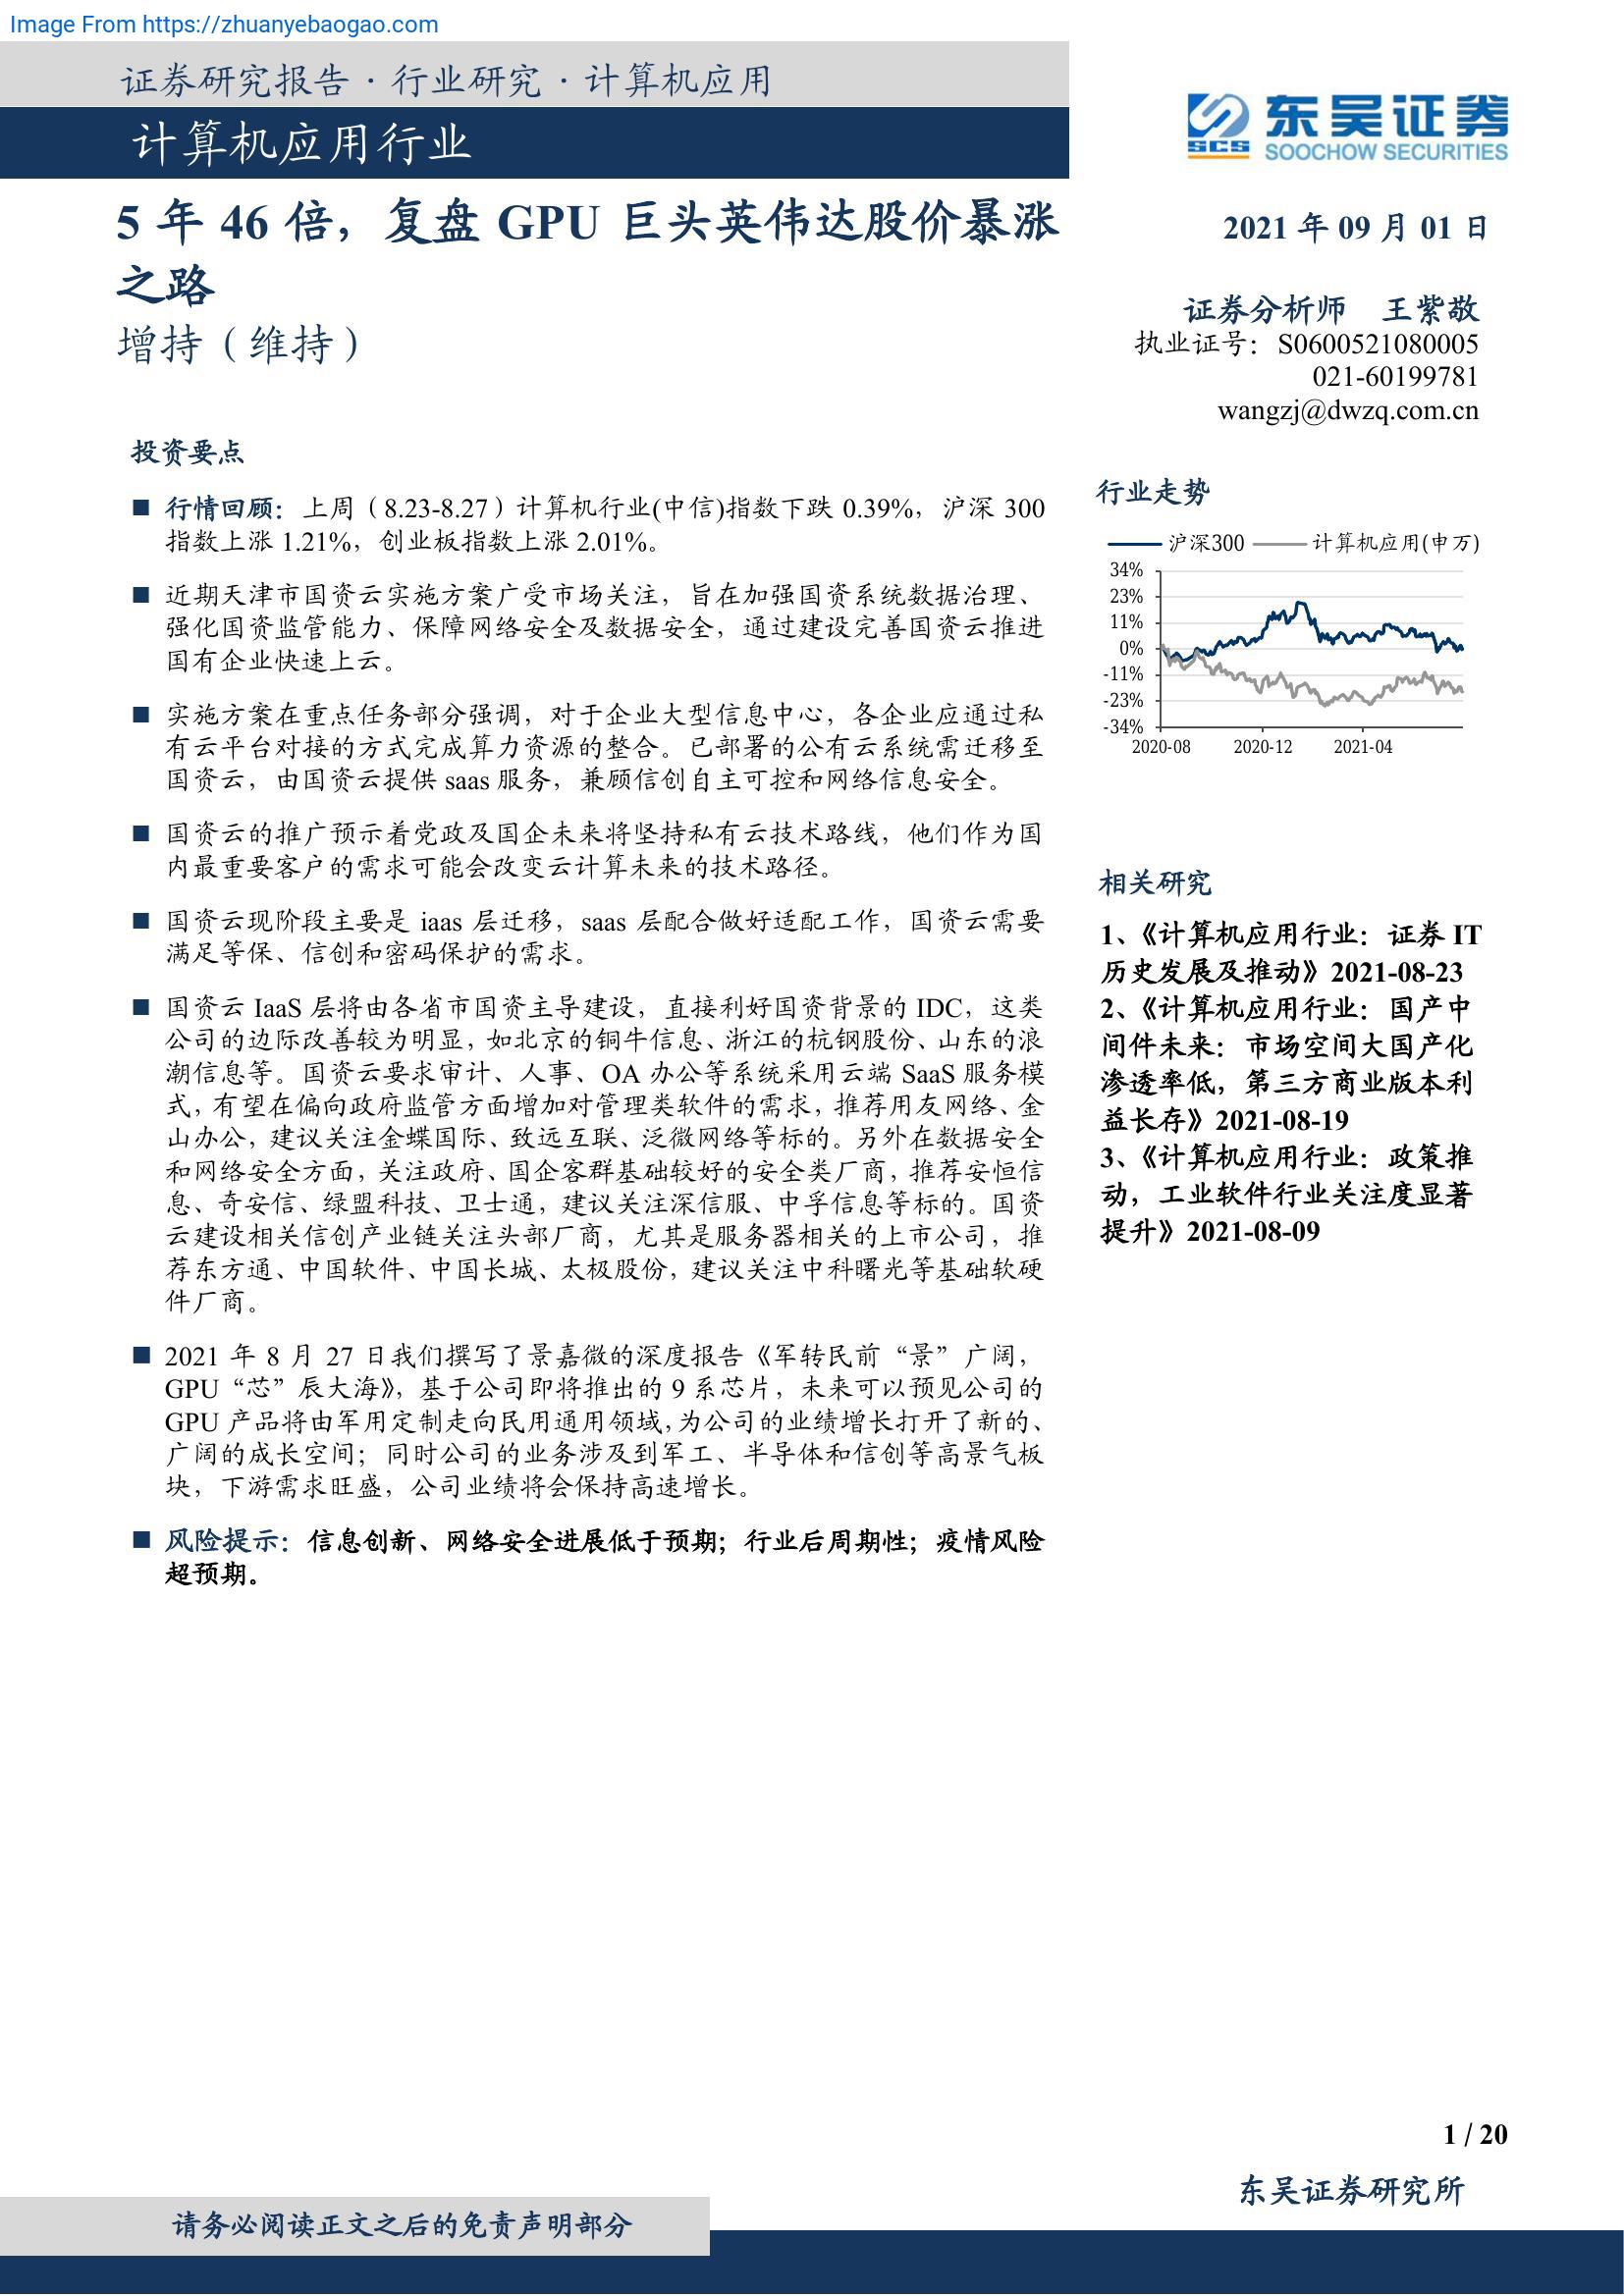 Image From https://zhuanyebaogao.com
证券研究报告 · 行业研究 · 计算机应用
计算机应用行业
东吴证券
SCS
SOOCHOW SECURITIES
5 年 46 倍，复盘 GPU 巨头英伟达股价暴涨
之路
增持（维持）
2021 年 09 月 01 日
证券分析师 王紫敬
执业证号：S0600521080005
021-60199781
wangzj@dwzq.com.cn
投资要点
■ 行情回顾：上周（8.23-8.27）计算机行业(中信)指数下跌 0.39%，沪深 300
指数上涨 1.21%，创业板指数上涨 2.01%。
■ 近期天津市国资云实施方案广受市场关注，旨在加强国资系统数据治理、
强化国资监管能力、保障网络安全及数据安全，通过建设完善国资云推进
国有企业快速上云。
■ 实施方案在重点任务部分强调，对于企业大型信息中心，各企业应通过私
有云平台对接的方式完成算力资源的整合。已部署的公有云系统需迁移至
国资云，由国资云提供 saas 服务，兼顾信创自主可控和网络信息安全。
■ 国资云的推广预示着党政及国企未来将坚持私有云技术路线，他们作为国
内最重要客户的需求可能会改变云计算未来的技术路径。
■ 国资云现阶段主要是 iaas 层迁移，saas 层配合做好适配工作，国资云需要
满足等保、信创和密码保护的需求。
■ 国资云 IaaS 层将由各省市国资主导建设，直接利好国资背景的 IDC，这类
公司的边际改善较为明显，如北京的铜牛信息、浙江的杭钢股份、山东的浪
潮信息等。国资云要求审计、人事、OA 办公等系统采用云端 SaaS 服务模
式，有望在偏向政府监管方面增加对管理类软件的需求，推荐用友网络、金
山办公，建议关注金蝶国际、致远互联、泛微网络等标的。另外在数据安全
和网络安全方面，关注政府、国企客群基础较好的安全类厂商，推荐安恒信
息、奇安信、绿盟科技、卫士通，建议关注深信服、中孚信息等标的。国资
云建设相关信创产业链关注头部厂商，尤其是服务器相关的上市公司，推
荐东方通、中国软件、中国长城、太极股份，建议关注中科曙光等基础软硬
件厂商。
■ 2021 年 8 月 27 日我们撰写了景嘉微的深度报告《军转民前“景”广阔，
GPU“芯”辰大海》，基于公司即将推出的 9 系芯片，未来可以预见公司的
GPU 产品将由军用定制走向民用通用领域，为公司的业绩增长打开了新的、
广阔的成长空间；同时公司的业务涉及到军工、半导体和信创等高景气板
块，下游需求旺盛，公司业绩将会保持高速增长。
■ 风险提示：信息创新、网络安全进展低于预期；行业后周期性；疫情风险
超预期。
行业走势
沪深300 计算机应用(申万)
34%
23%
11%
0%
-11%
-23%
-34%
2020-08 2020-12 2021-04
相关研究
1、《计算机应用行业：证券 IT
历史发展及推动》2021-08-23
2、《计算机应用行业：国产中
间件未来：市场空间大国产化
渗透率低，第三方商业版本利
益长存》2021-08-19
3、《计算机应用行业：政策推
动，工业软件行业关注度显著
提升》2021-08-09
1 / 20
东吴证券研究所
请务必阅读正文之后的免责声明部分